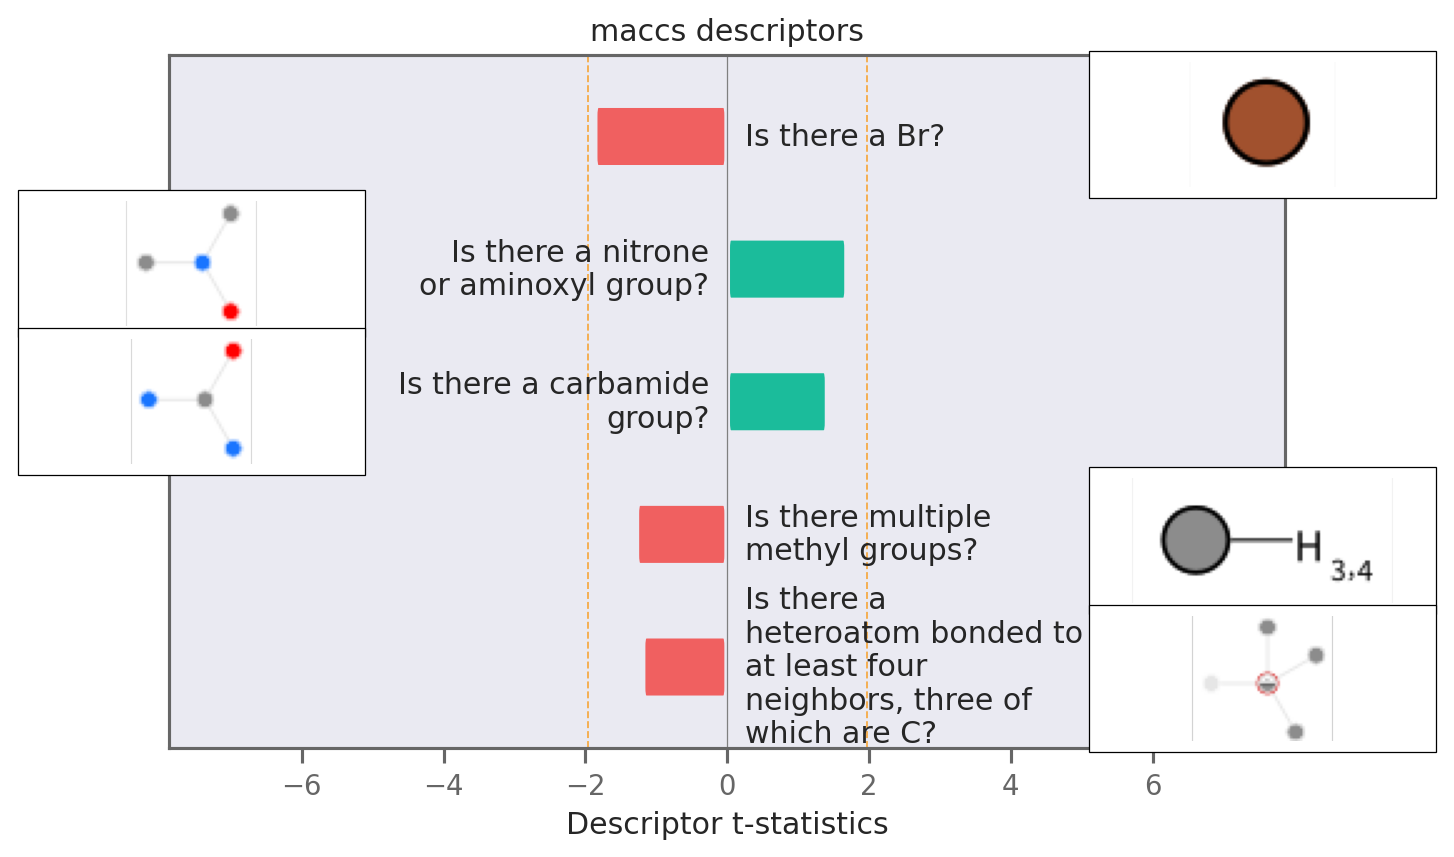 maccs descriptors
Is there a Br?
Is there a nitrone
or aminoxyl group?
Is there a carbamide
group?
Is there multiple
methyl groups?
H
3,4
Is there a
heteroatom bonded to
at least four
neighbors, three of
which are C?
−6 −4 −2 0 2 4 6
Descriptor t-statistics